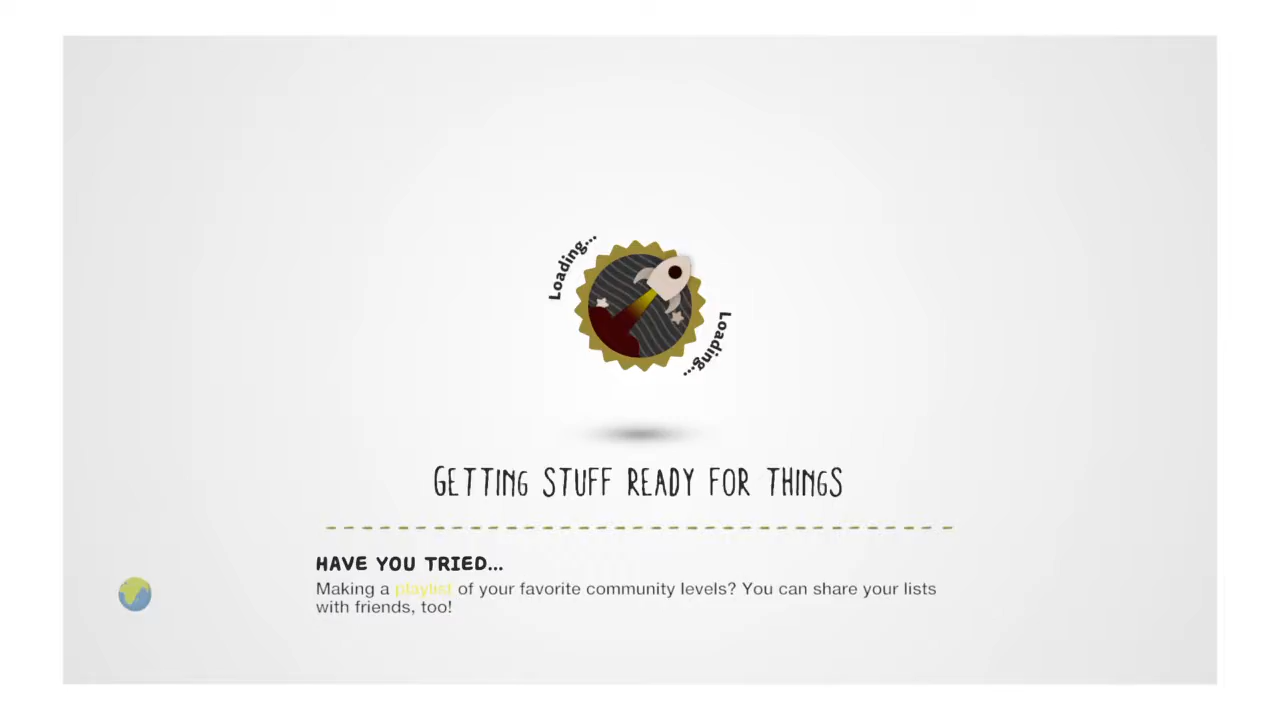 Loading...
Loading...
GETTING STUFF READY FOR THINGS
HAVE YOU TRIED...
Making a playlist of your favorite community levels? You can share your lists
with friends, too!